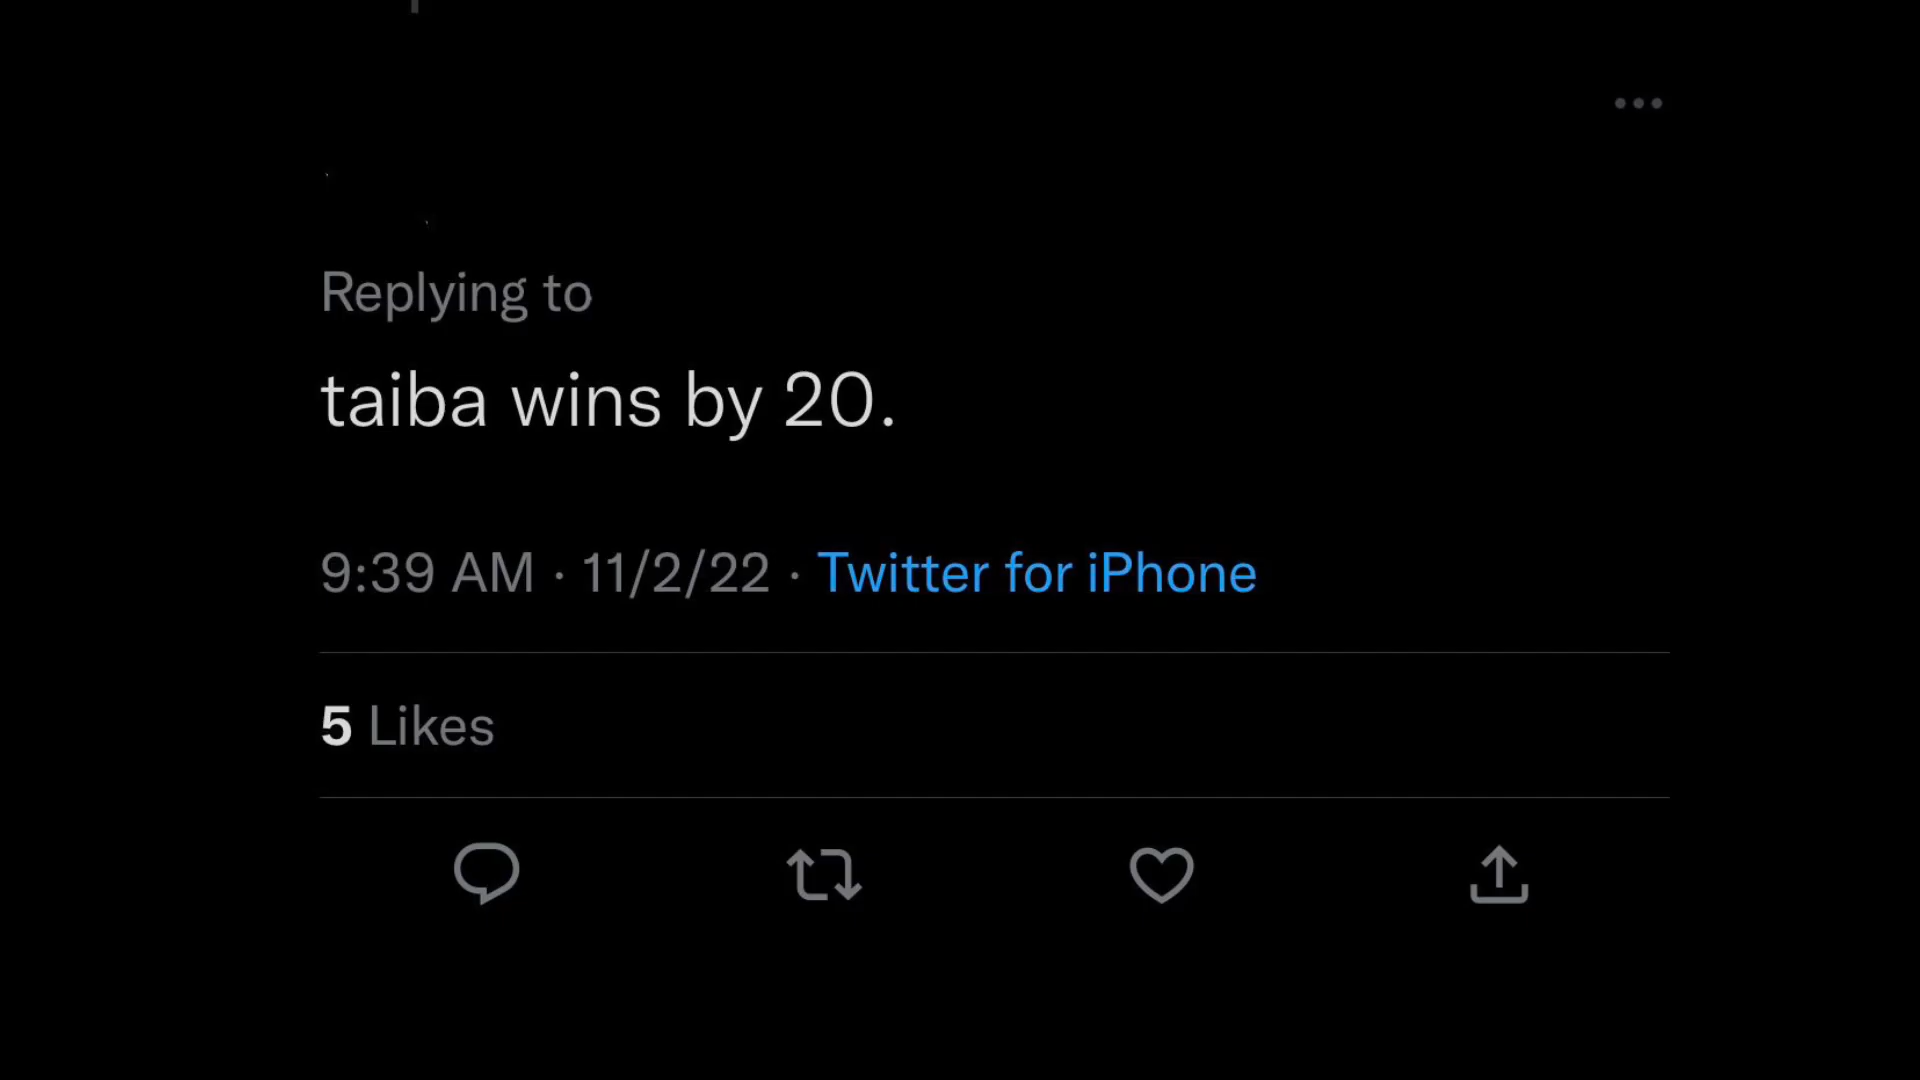 Replying to
taiba wins by 20.
9:39 AM · 11/2/22 · Twitter for iPhone
5 Likes